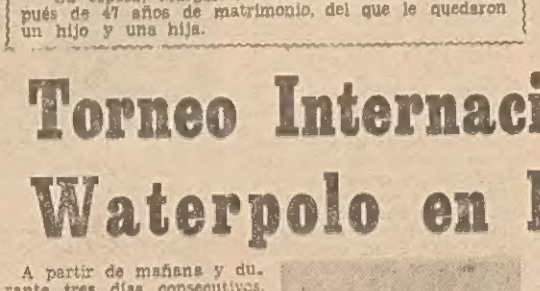 pués de 47 años de matrimonio, del que le quedaron
un hijo y una hija.
Torneo Internaci
Waterpolo en
A partir de mañana y du.
rante tres días consecutivos.